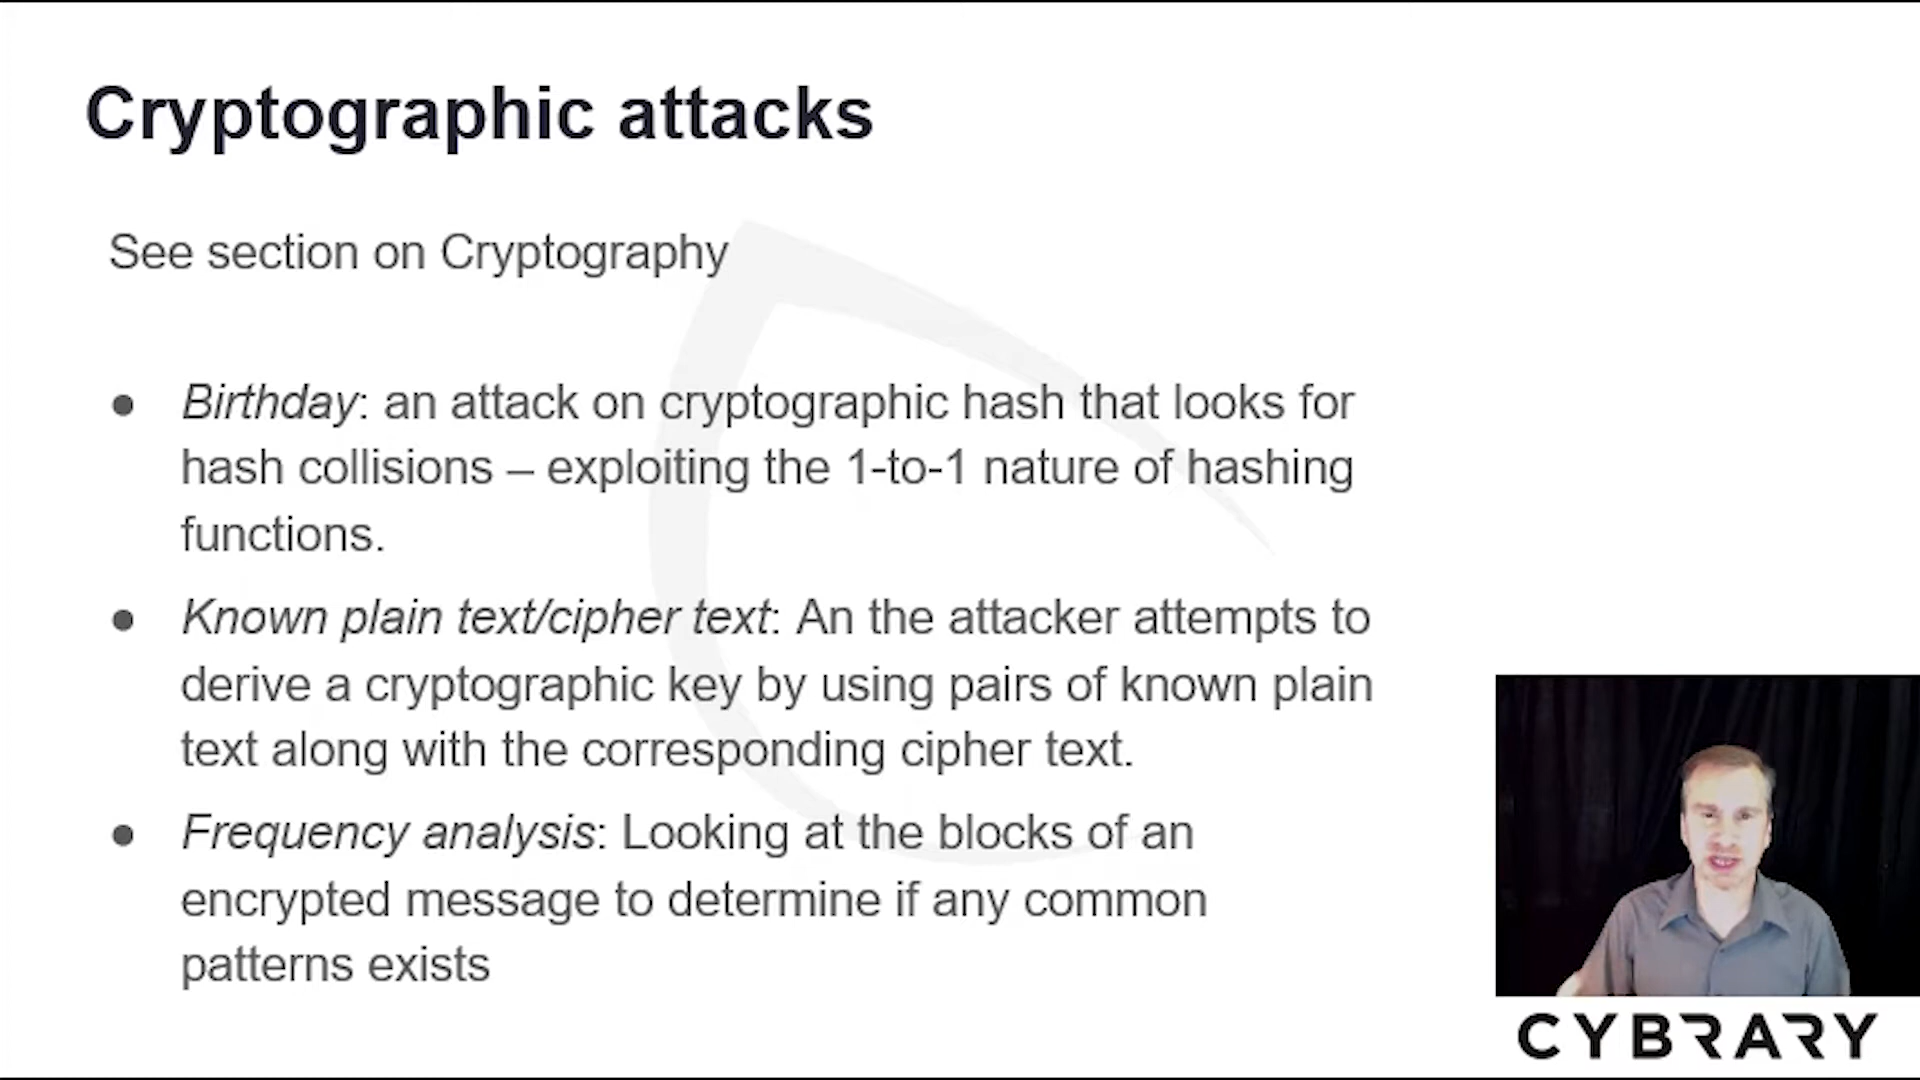 Cryptographic attacks
See section on Cryptography
● Birthday: an attack on cryptographic hash that looks for
hash collisions – exploiting the 1-to-1 nature of hashing
functions.
● Known plain text/cipher text: An the attacker attempts to
derive a cryptographic key by using pairs of known plain
text along with the corresponding cipher text.
● Frequency analysis: Looking at the blocks of an
encrypted message to determine if any common
patterns exists
CYBRARY